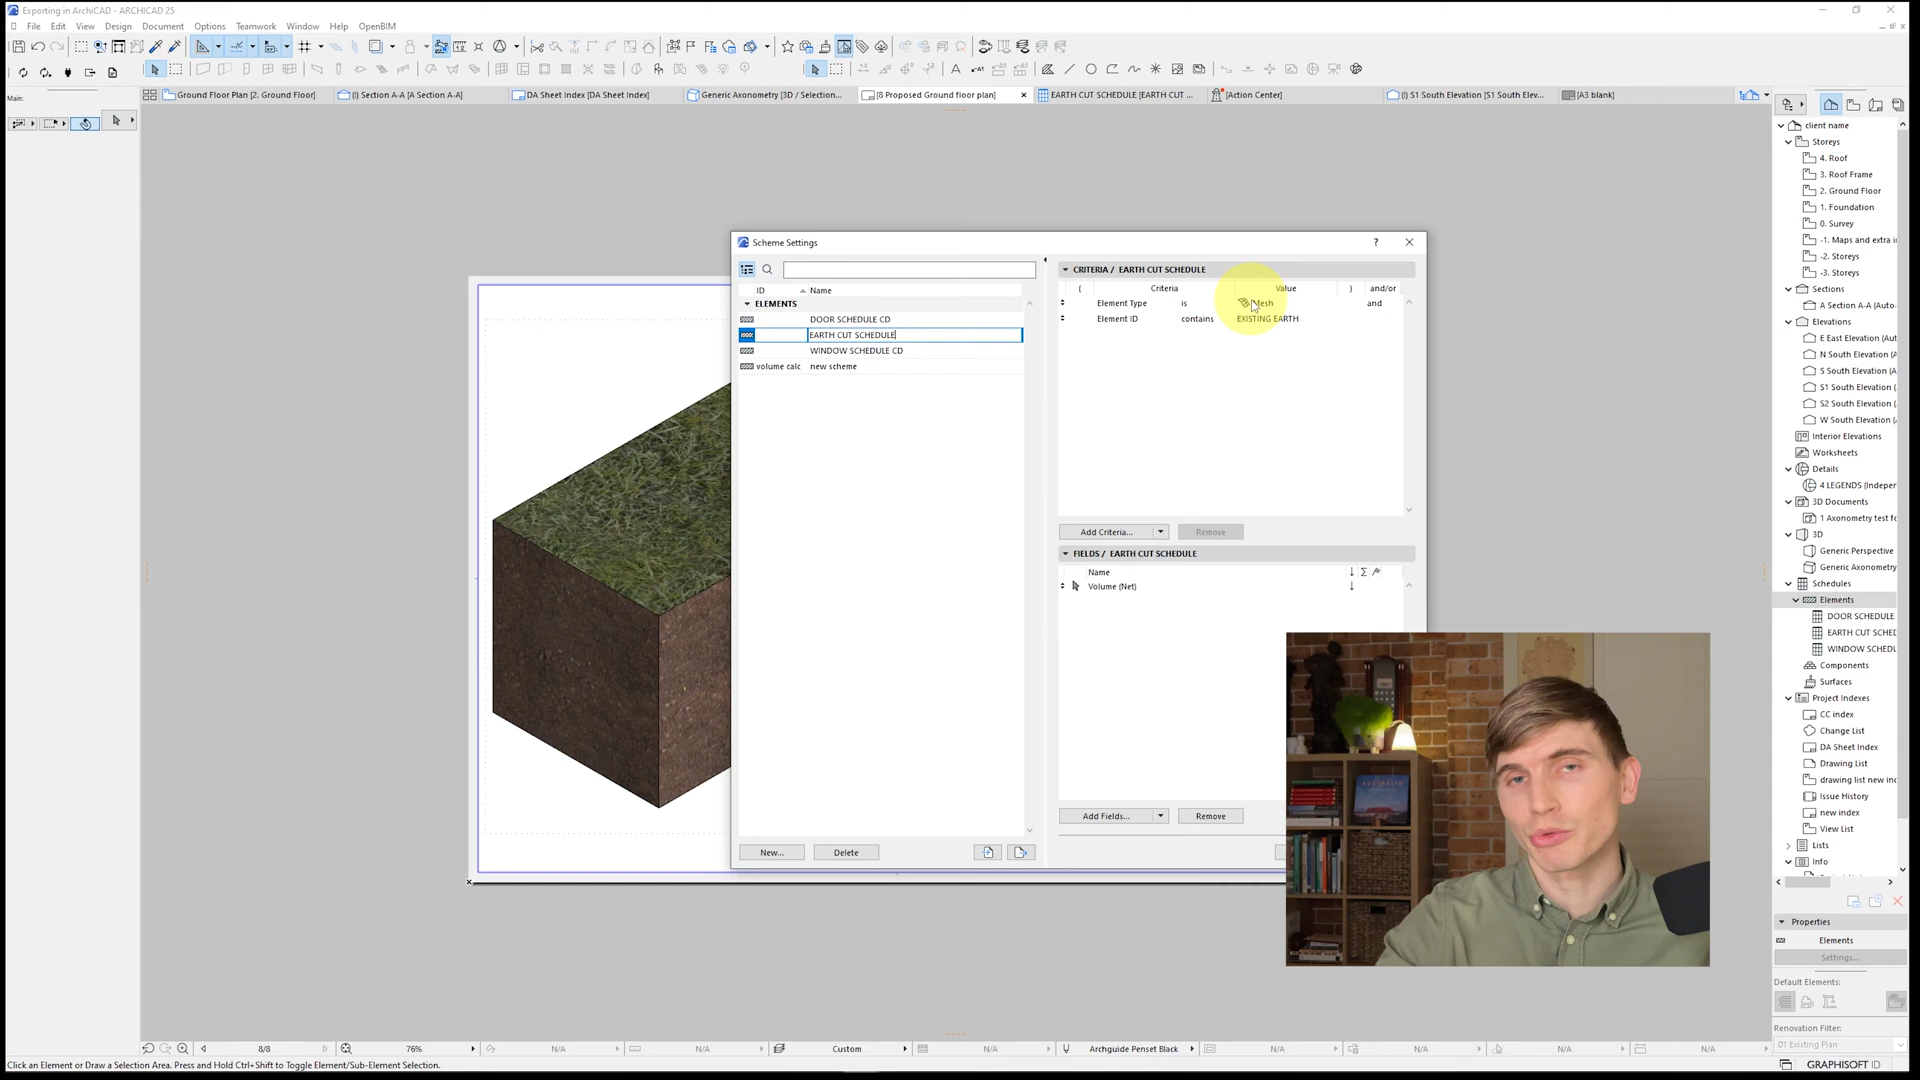 Exporting in ArchiCAD - ARCHICAD 25
File Edit View Design Document Options Teamwork Window Help OpenBIM
Main:
Ground Floor Plan [2. Ground Floor]
(!) Section A-A [A Section A-A]
DA Sheet Index [DA Sheet Index]
Generic Axonometry [3D / Selection...
[8 Proposed Ground floor plan]
EARTH CUT SCHEDULE [EARTH CUT ...
[Action Center]
(!) S1 South Elevation [S1 South Elev...
[A3 blank]
Scheme Settings
ID Name
ELEMENTS
DOOR SCHEDULE CD
EARTH CUT SCHEDULE
WINDOW SCHEDULE CD
volume calc new scheme
New...
Delete
CRITERIA / EARTH CUT SCHEDULE
( Criteria Value ) and/or
Element Type is Mesh and
Element ID contains EXISTING EARTH
Add Criteria...
Remove
FIELDS / EARTH CUT SCHEDULE
Name
Volume (Net)
Add Fields...
Remove
client name
Storeys
4. Roof
3. Roof Frame
2. Ground Floor
1. Foundation
0. Survey
-1. Maps and extra i
-2. Storeys
-3. Storeys
Sections
A Section A-A (Auto-
Elevations
E East Elevation (Aut
N South Elevation (A
S South Elevation (A
S1 South Elevation (
S2 South Elevation (
W South Elevation (A
Interior Elevations
Worksheets
Details
4 LEGENDS (Indepen
3D Documents
1 Axonometry test fo
3D
Generic Perspective
Generic Axonometry
Schedules
Elements
DOOR SCHEDULE
EARTH CUT SCHED
WINDOW SCHEDU
Components
Surfaces
Project Indexes
CC index
Change List
DA Sheet Index
Drawing List
drawing list new inc
Issue History
new index
View List
Lists
Info
Properties
Elements
Settings...
Default Elements:
Renovation Filter:
01 Existing Plan
8/8
76%
N/A
N/A
Custom
N/A
Archguide Penset Black
N/A
N/A
N/A
Click an Element or Draw a Selection Area. Press and Hold Ctrl+Shift to Toggle Element/Sub-Element Selection.
GRAPHISOFT ID